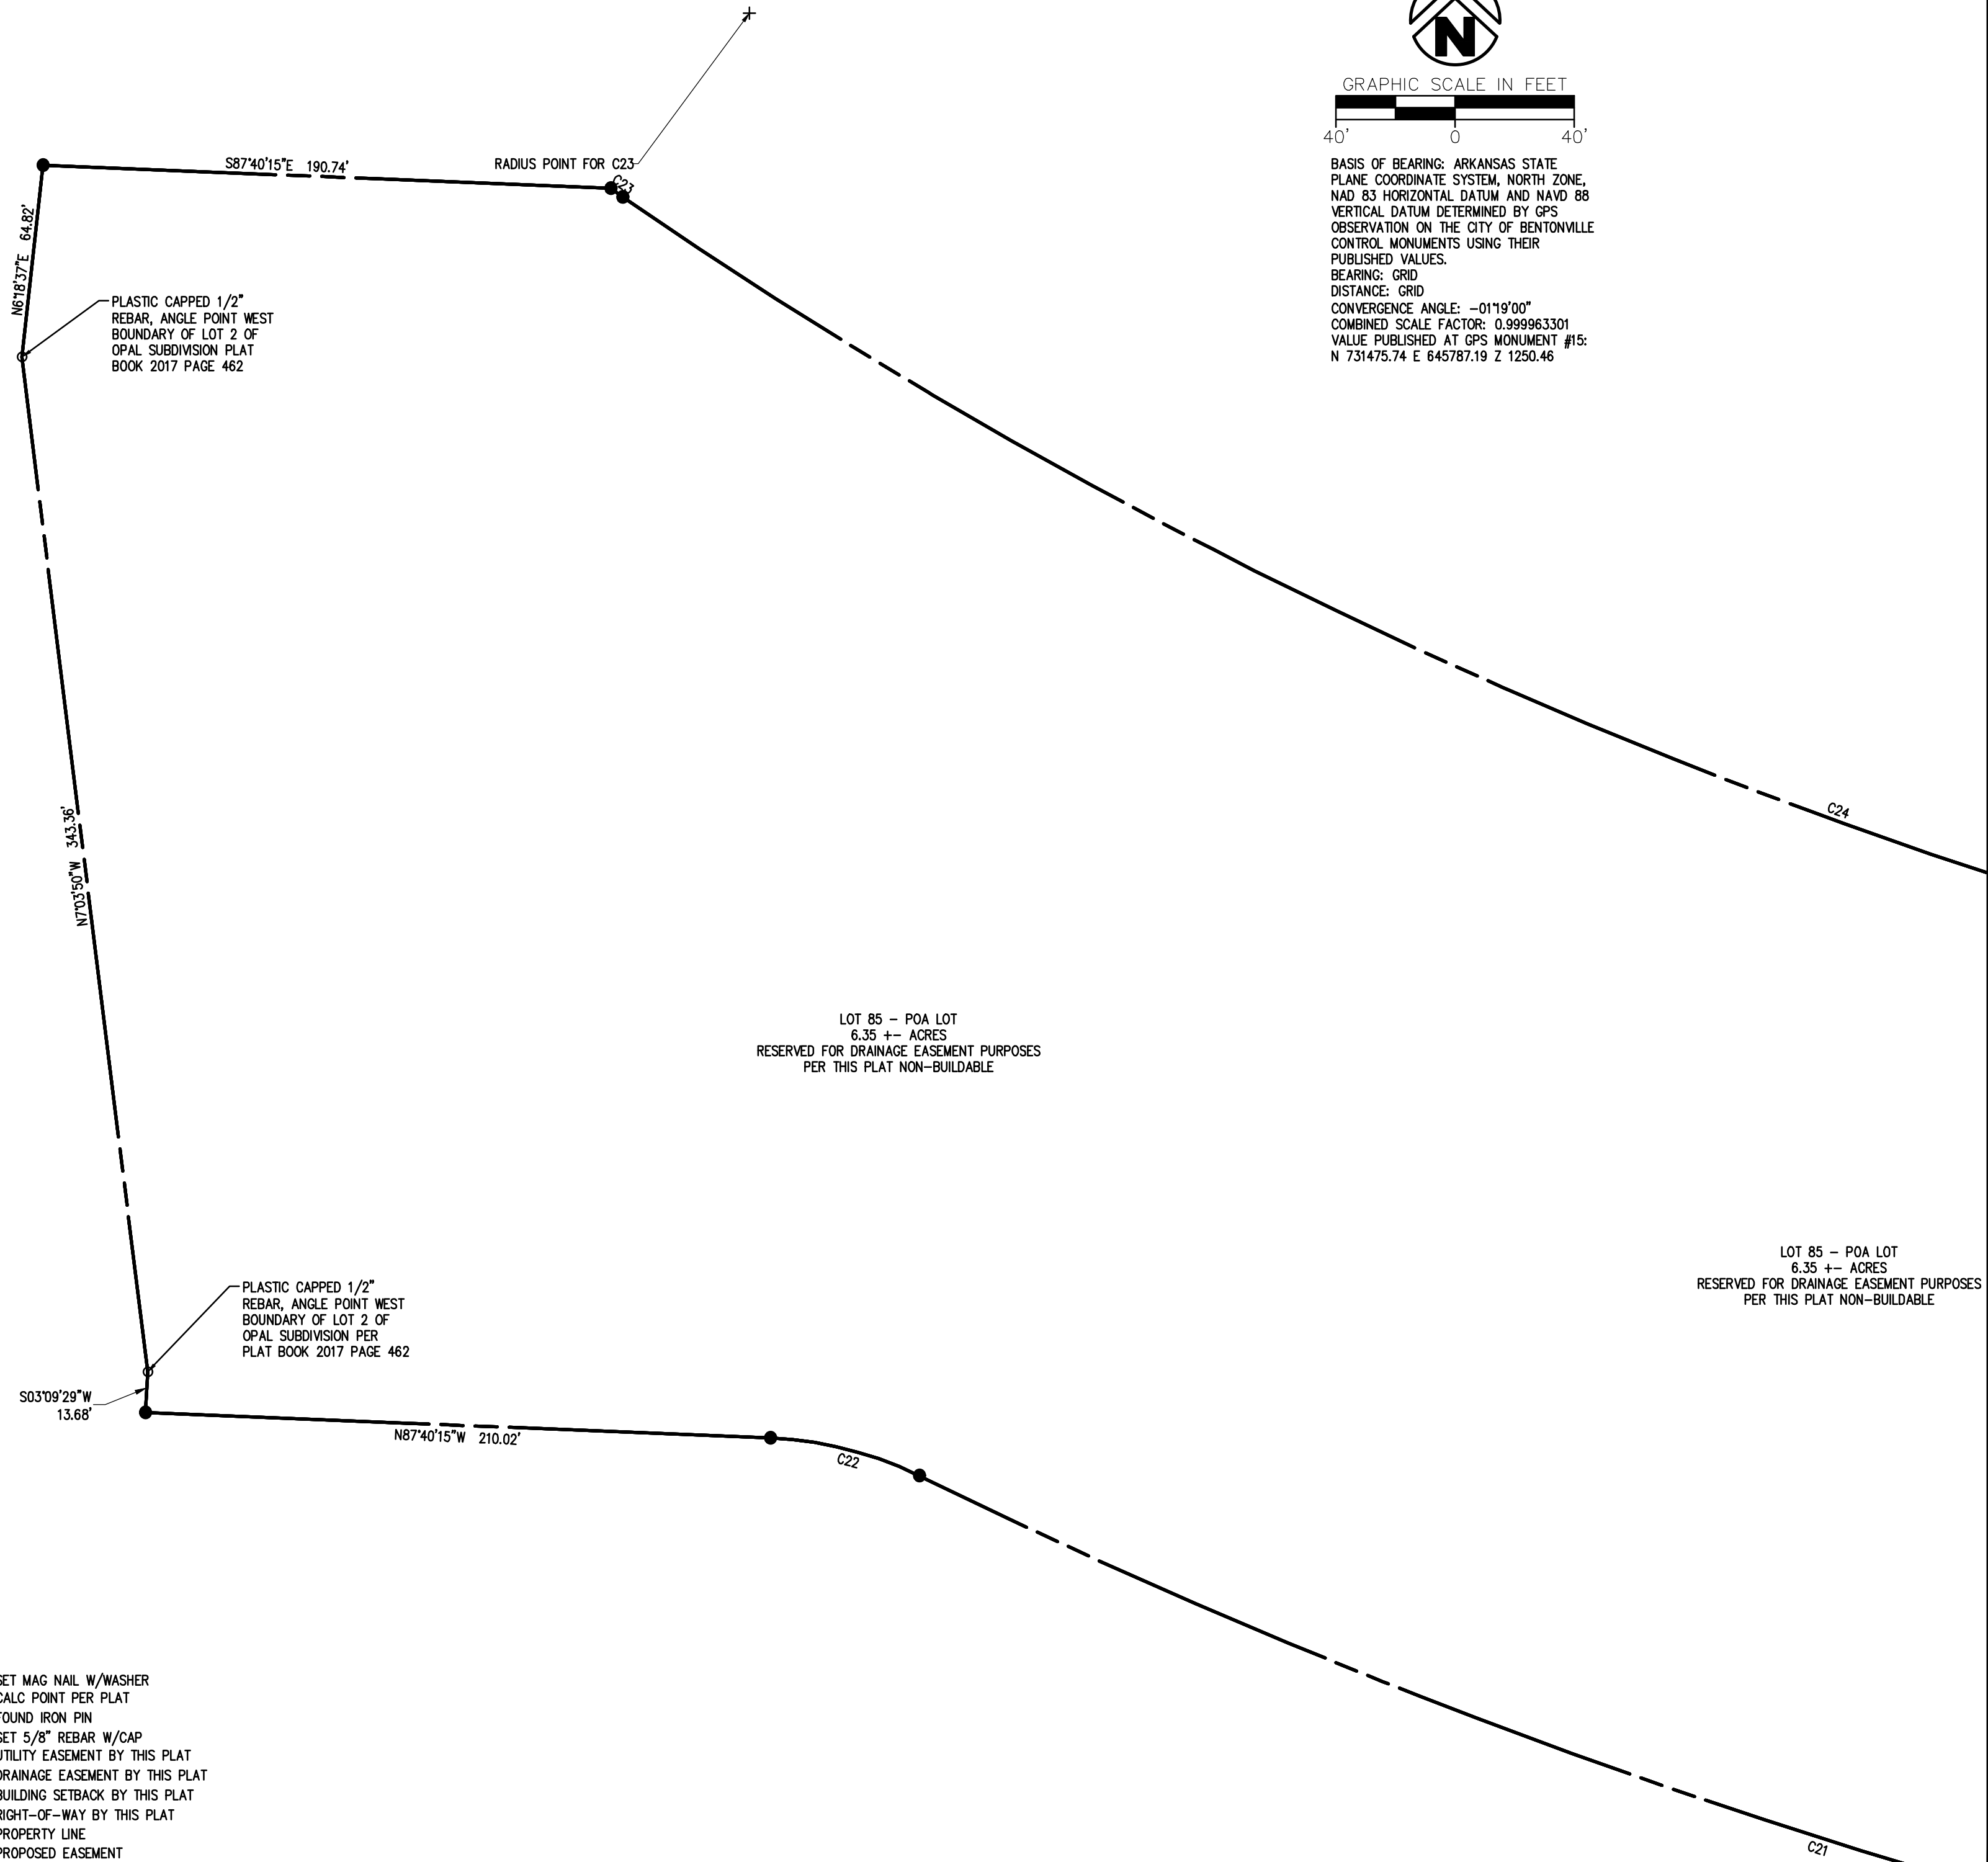 N
GRAPHIC SCALE IN FEET
40' 0 40'
BASIS OF BEARING: ARKANSAS STATE
PLANE COORDINATE SYSTEM, NORTH ZONE,
NAD 83 HORIZONTAL DATUM AND NAVD 88
VERTICAL DATUM DETERMINED BY GPS
OBSERVATION ON THE CITY OF BENTONVILLE
CONTROL MONUMENTS USING THEIR
PUBLISHED VALUES.
BEARING: GRID
DISTANCE: GRID
CONVERGENCE ANGLE: -01°19'00"
COMBINED SCALE FACTOR: 0.999963301
VALUE PUBLISHED AT GPS MONUMENT #15:
N 731475.74 E 645787.19 Z 1250.46
S87°40'15"E 190.74'
RADIUS POINT FOR C23
C23
N6°18'37"E 64.82'
PLASTIC CAPPED 1/2"
REBAR, ANGLE POINT WEST
BOUNDARY OF LOT 2 OF
OPAL SUBDIVISION PLAT
BOOK 2017 PAGE 462
N7°03'50"W 343.36'
C24
LOT 85 - POA LOT
6.35 +- ACRES
RESERVED FOR DRAINAGE EASEMENT PURPOSES
PER THIS PLAT NON-BUILDABLE
LOT 85 - POA LOT
6.35 +- ACRES
RESERVED FOR DRAINAGE EASEMENT PURPOSES
PER THIS PLAT NON-BUILDABLE
PLASTIC CAPPED 1/2"
REBAR, ANGLE POINT WEST
BOUNDARY OF LOT 2 OF
OPAL SUBDIVISION PER
PLAT BOOK 2017 PAGE 462
S03°09'29"W
13.68'
N87°40'15"W 210.02'
C22
C21
SET MAG NAIL W/WASHER
CALC POINT PER PLAT
FOUND IRON PIN
SET 5/8" REBAR W/CAP
UTILITY EASEMENT BY THIS PLAT
DRAINAGE EASEMENT BY THIS PLAT
BUILDING SETBACK BY THIS PLAT
RIGHT-OF-WAY BY THIS PLAT
PROPERTY LINE
PROPOSED EASEMENT